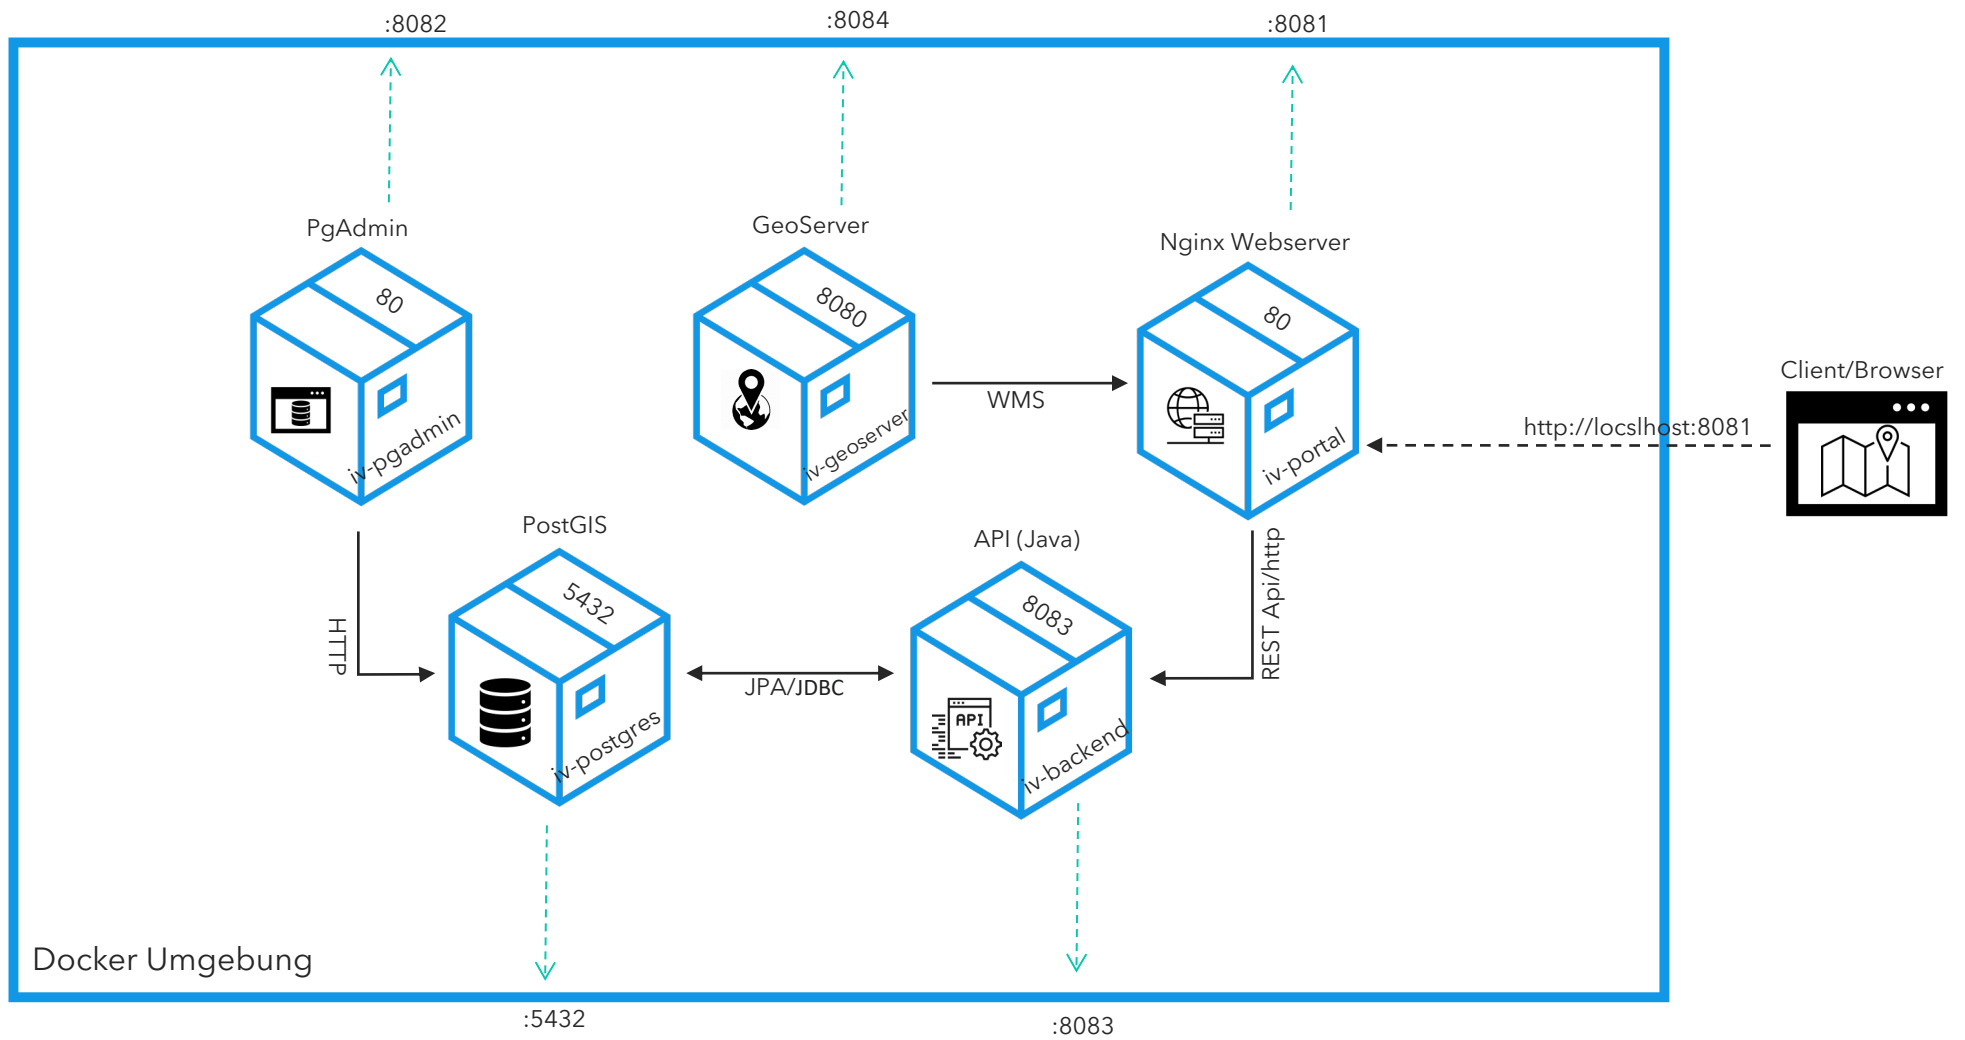 :8082
:8084
:8081
PgAdmin
GeoServer
Nginx Webserver
80
8080
80
iv-pgadmin
iv-geoserver
iv-portal
WMS
Client/Browser
http://locslhost:8081
PostGIS
API (Java)
HTTP
5432
8083
REST Api/http
JPA/JDBC
API
iv-postgres
iv-backend
Docker Umgebung
:5432
:8083